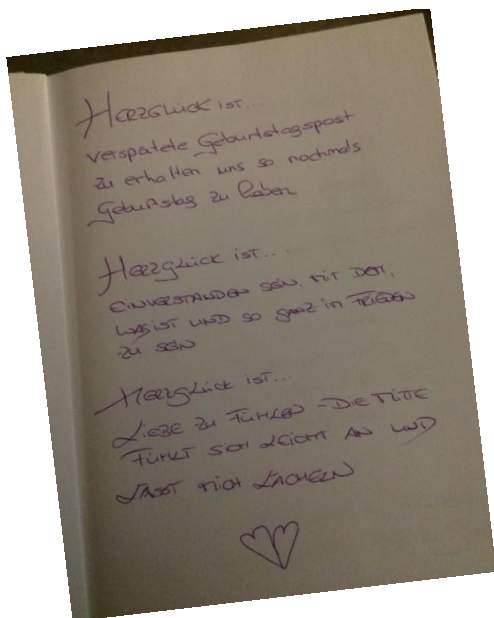 Herzglück ist...
verspätete Geburtstagspost
zu erhalten uns so nochmals
Geburtstag zu haben
Herzglück ist...
EINVERSTANDEN SEIN, MIT DEM,
WAS IST UND SO GANZ in FRIEDEN
ZU SEIN
Herzglück ist...
LIEBE ZU FÜHLEN - DIE MITTE
FÜHLT SICH LEICHT AN UND
LÄSST MICH LÄCHELN